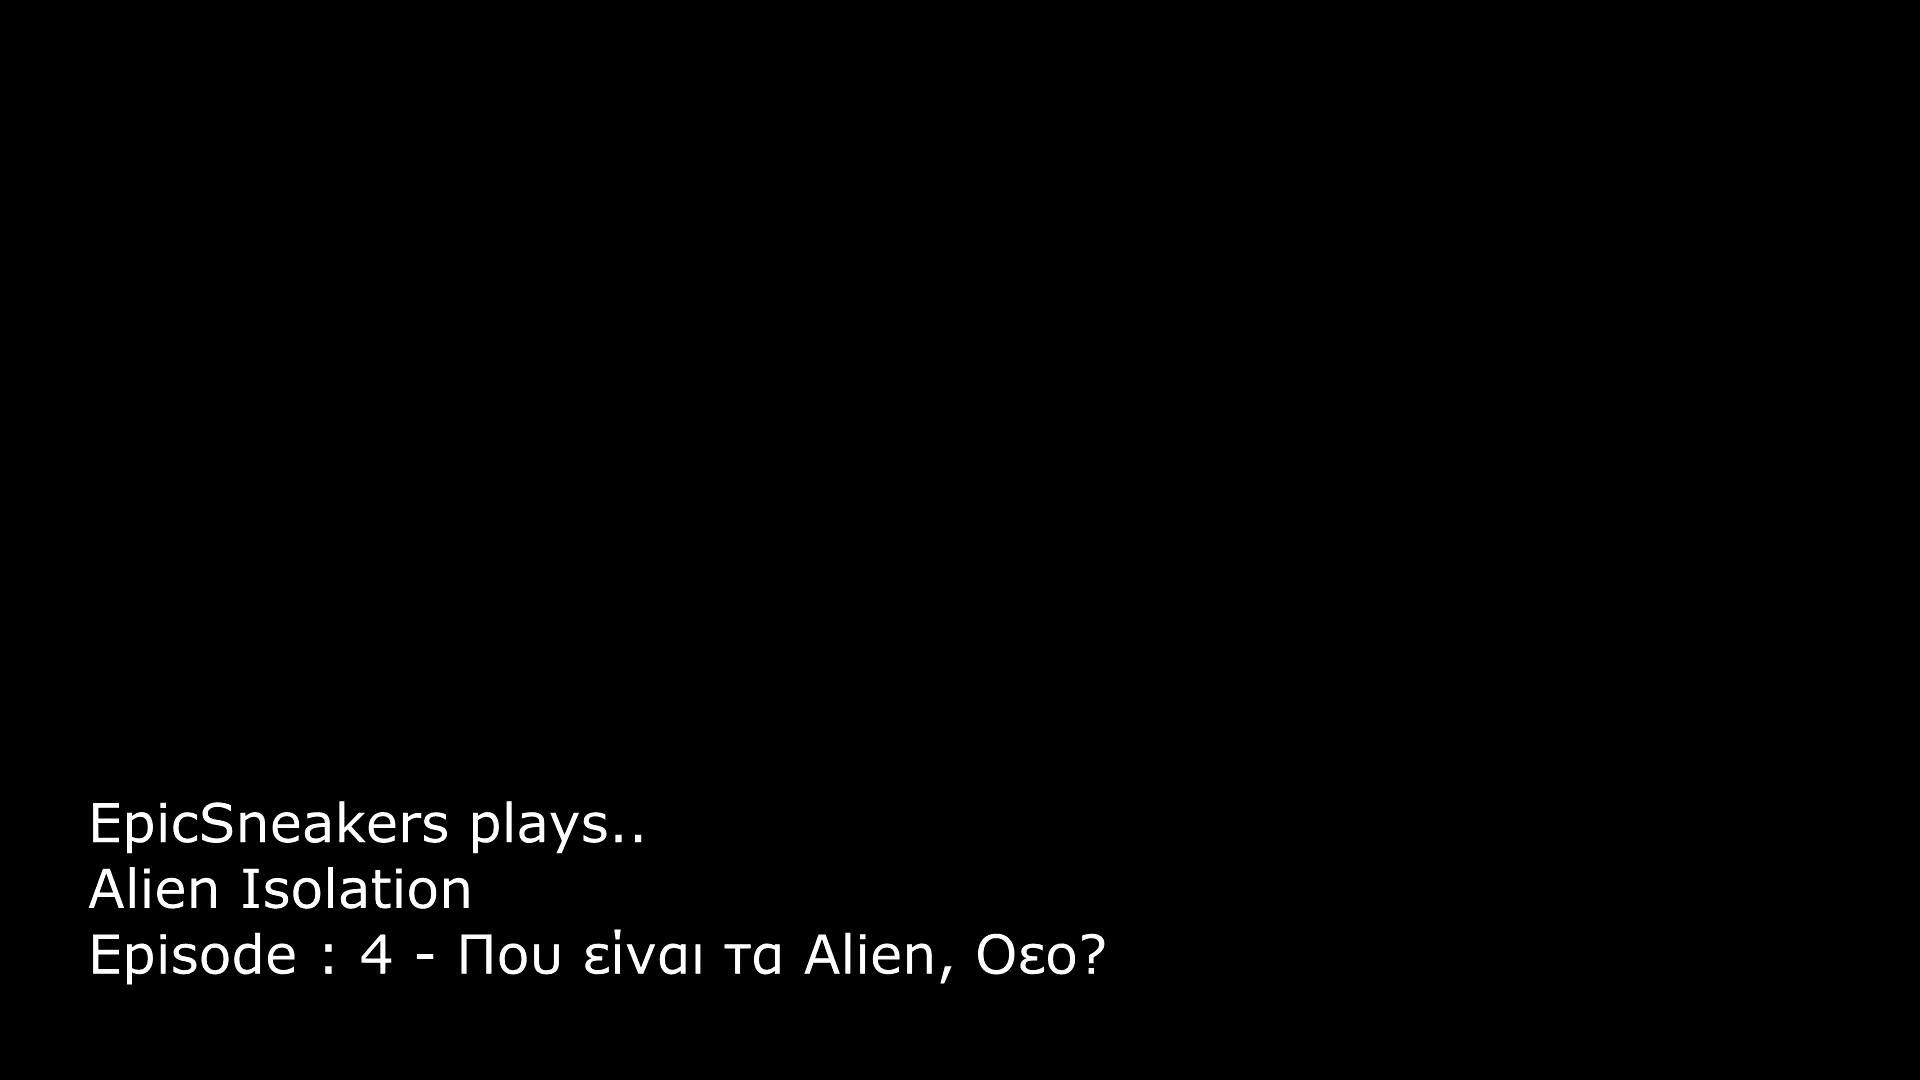 EpicSneakers plays..
Alien Isolation
Episode : 4 - Που είναι τα Alien, Οεο?